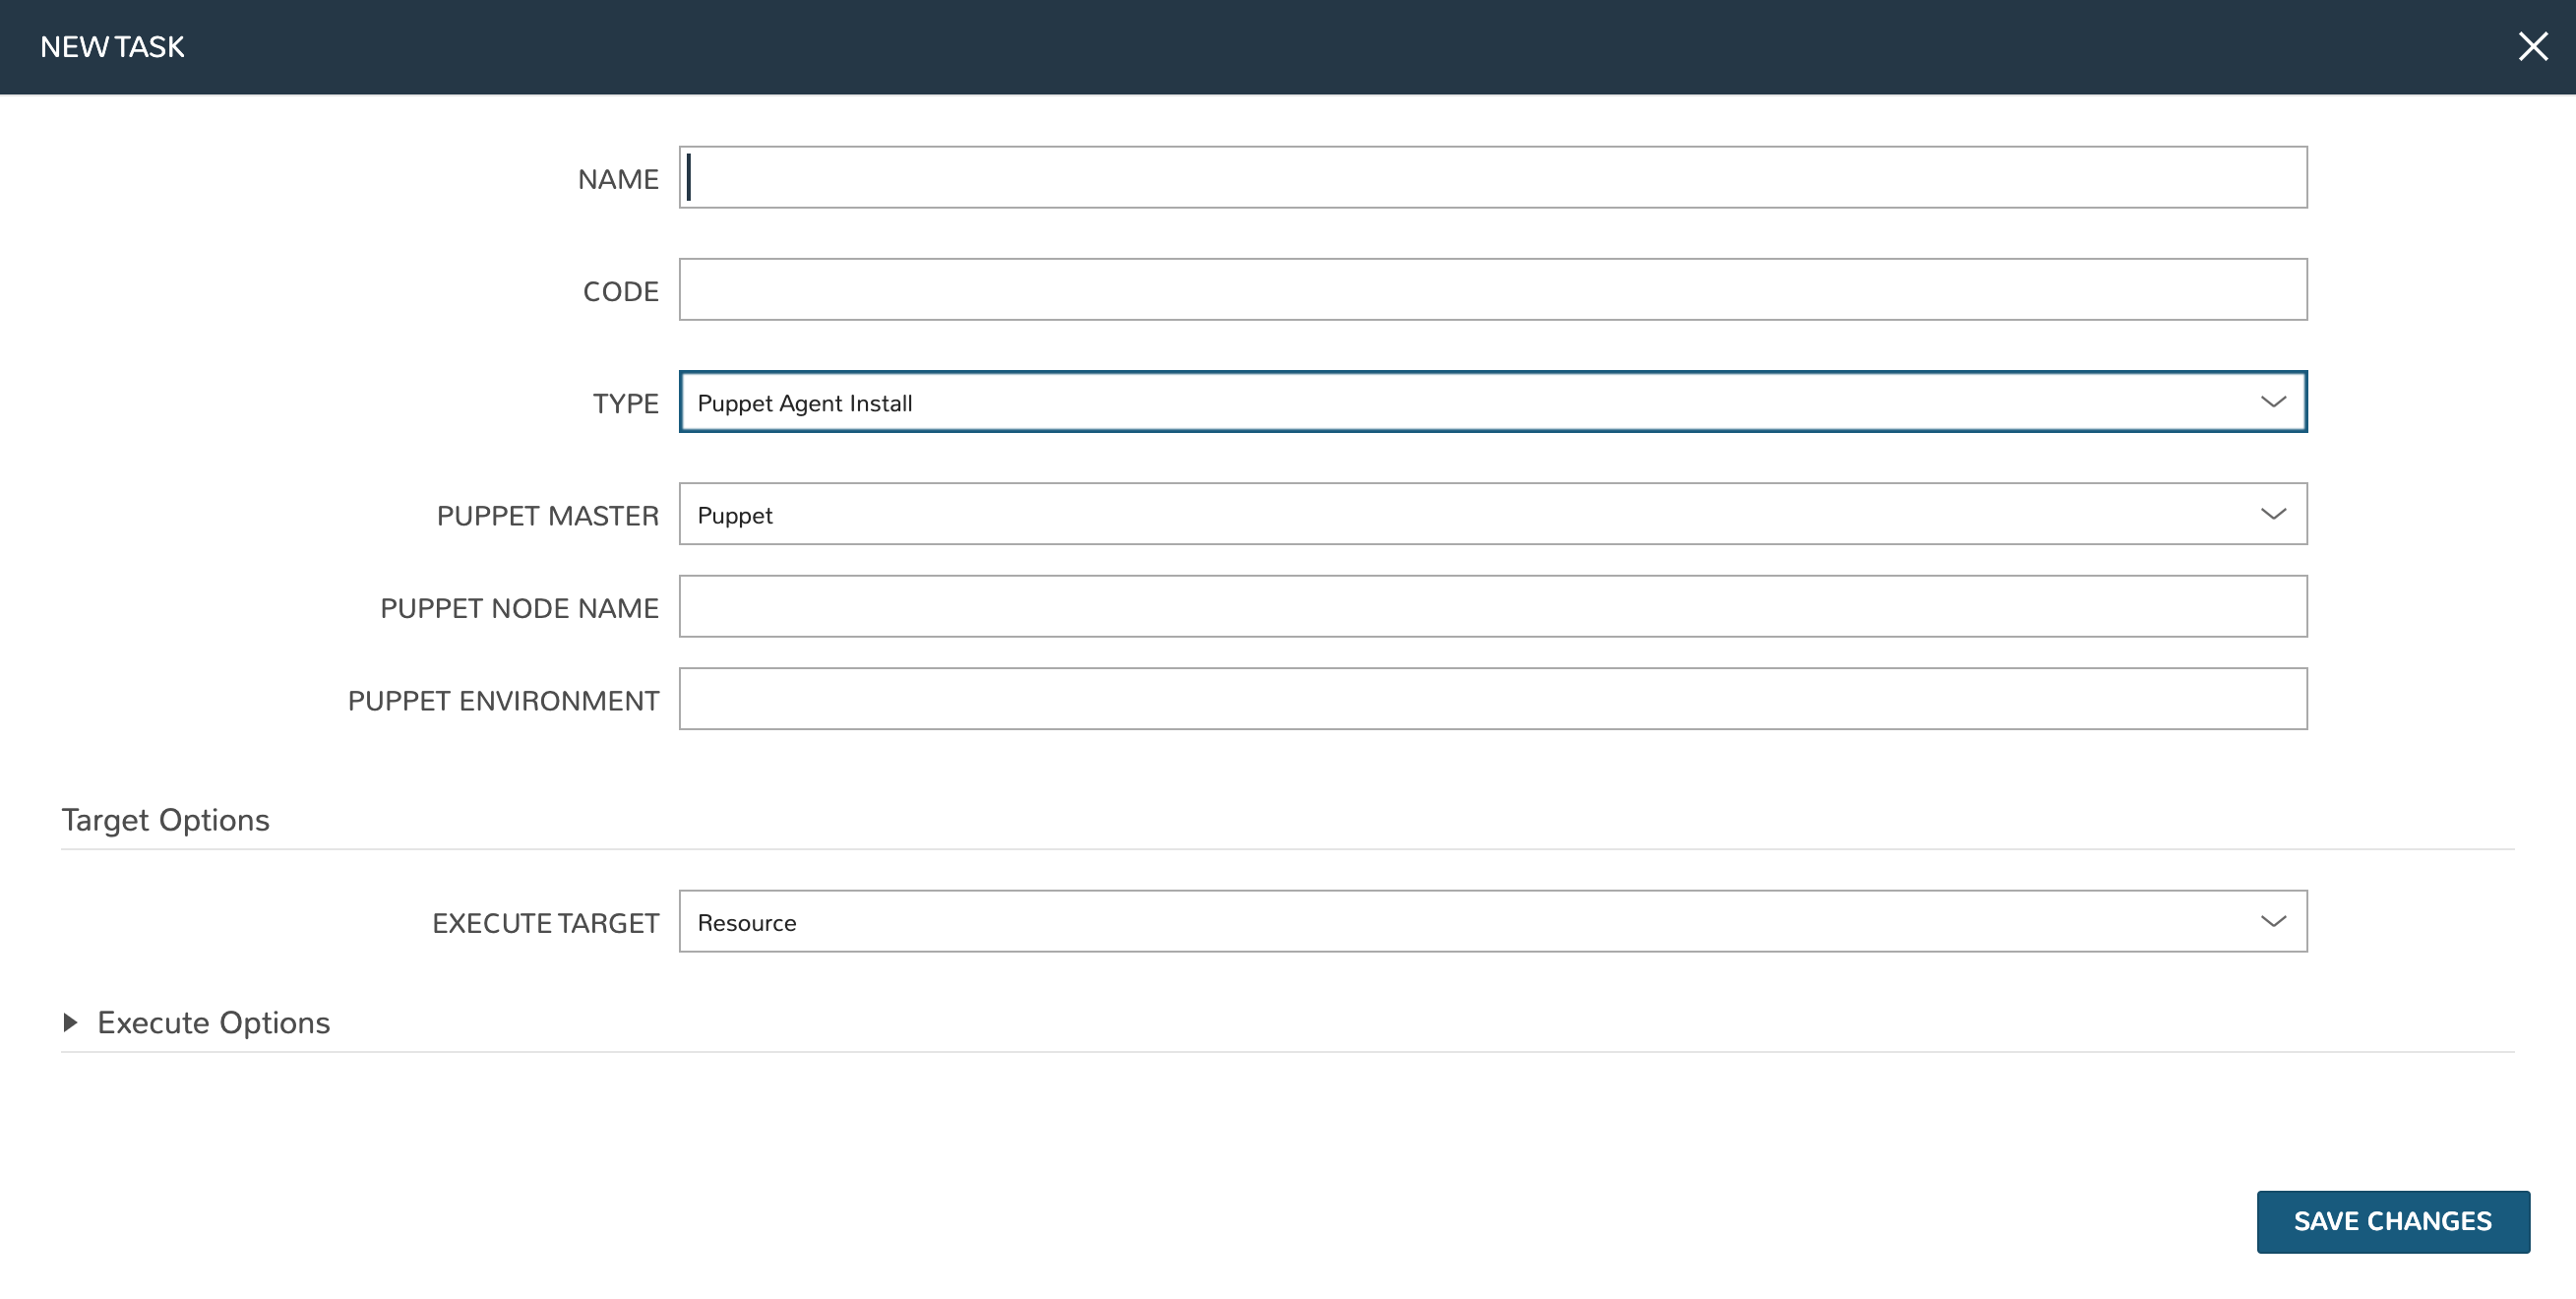 NEW TASK
NAME
CODE
TYPE Puppet Agent Install
PUPPET MASTER Puppet
PUPPET NODE NAME
PUPPET ENVIRONMENT
Target Options
EXECUTE TARGET Resource
Execute Options
SAVE CHANGES